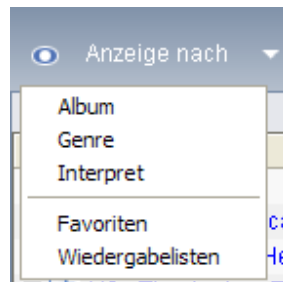 Anzeige nach
Album
Genre
Interpret
Favoriten
Wiedergabelisten